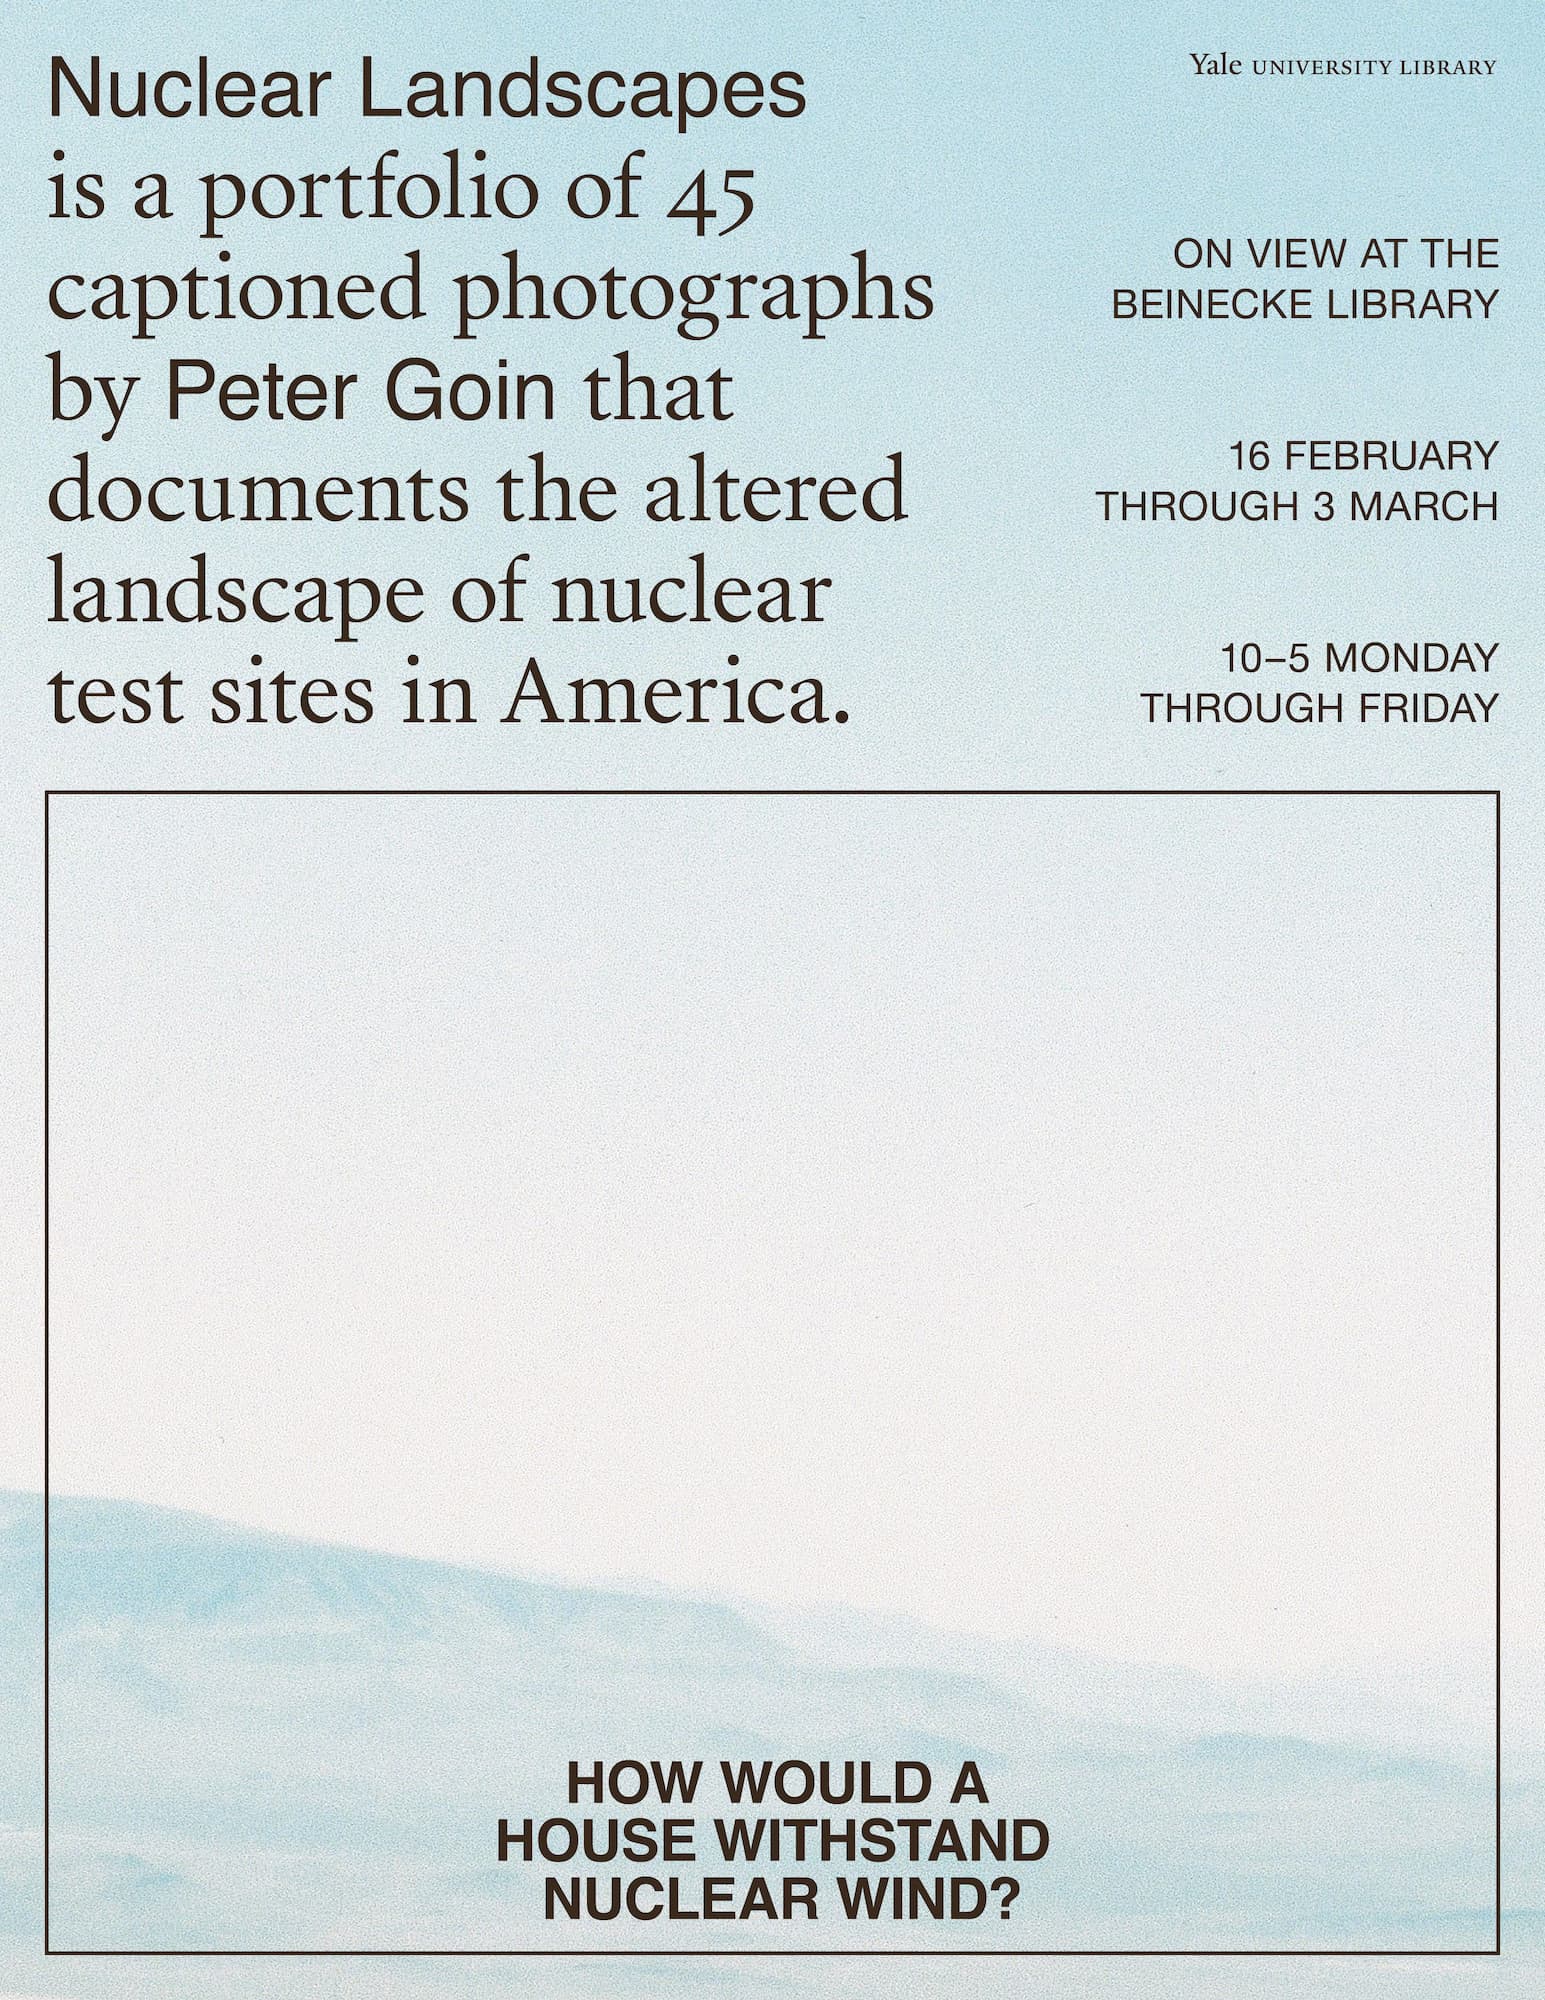 Nuclear Landscapes
is a portfolio of 45
captioned photographs
by Peter Goin that
documents the altered
landscape of nuclear
test sites in America.
Yale UNIVERSITY LIBRARY
ON VIEW AT THE
BEINECKE LIBRARY
16 FEBRUARY
THROUGH 3 MARCH
10–5 MONDAY
THROUGH FRIDAY
HOW WOULD A
HOUSE WITHSTAND
NUCLEAR WIND?